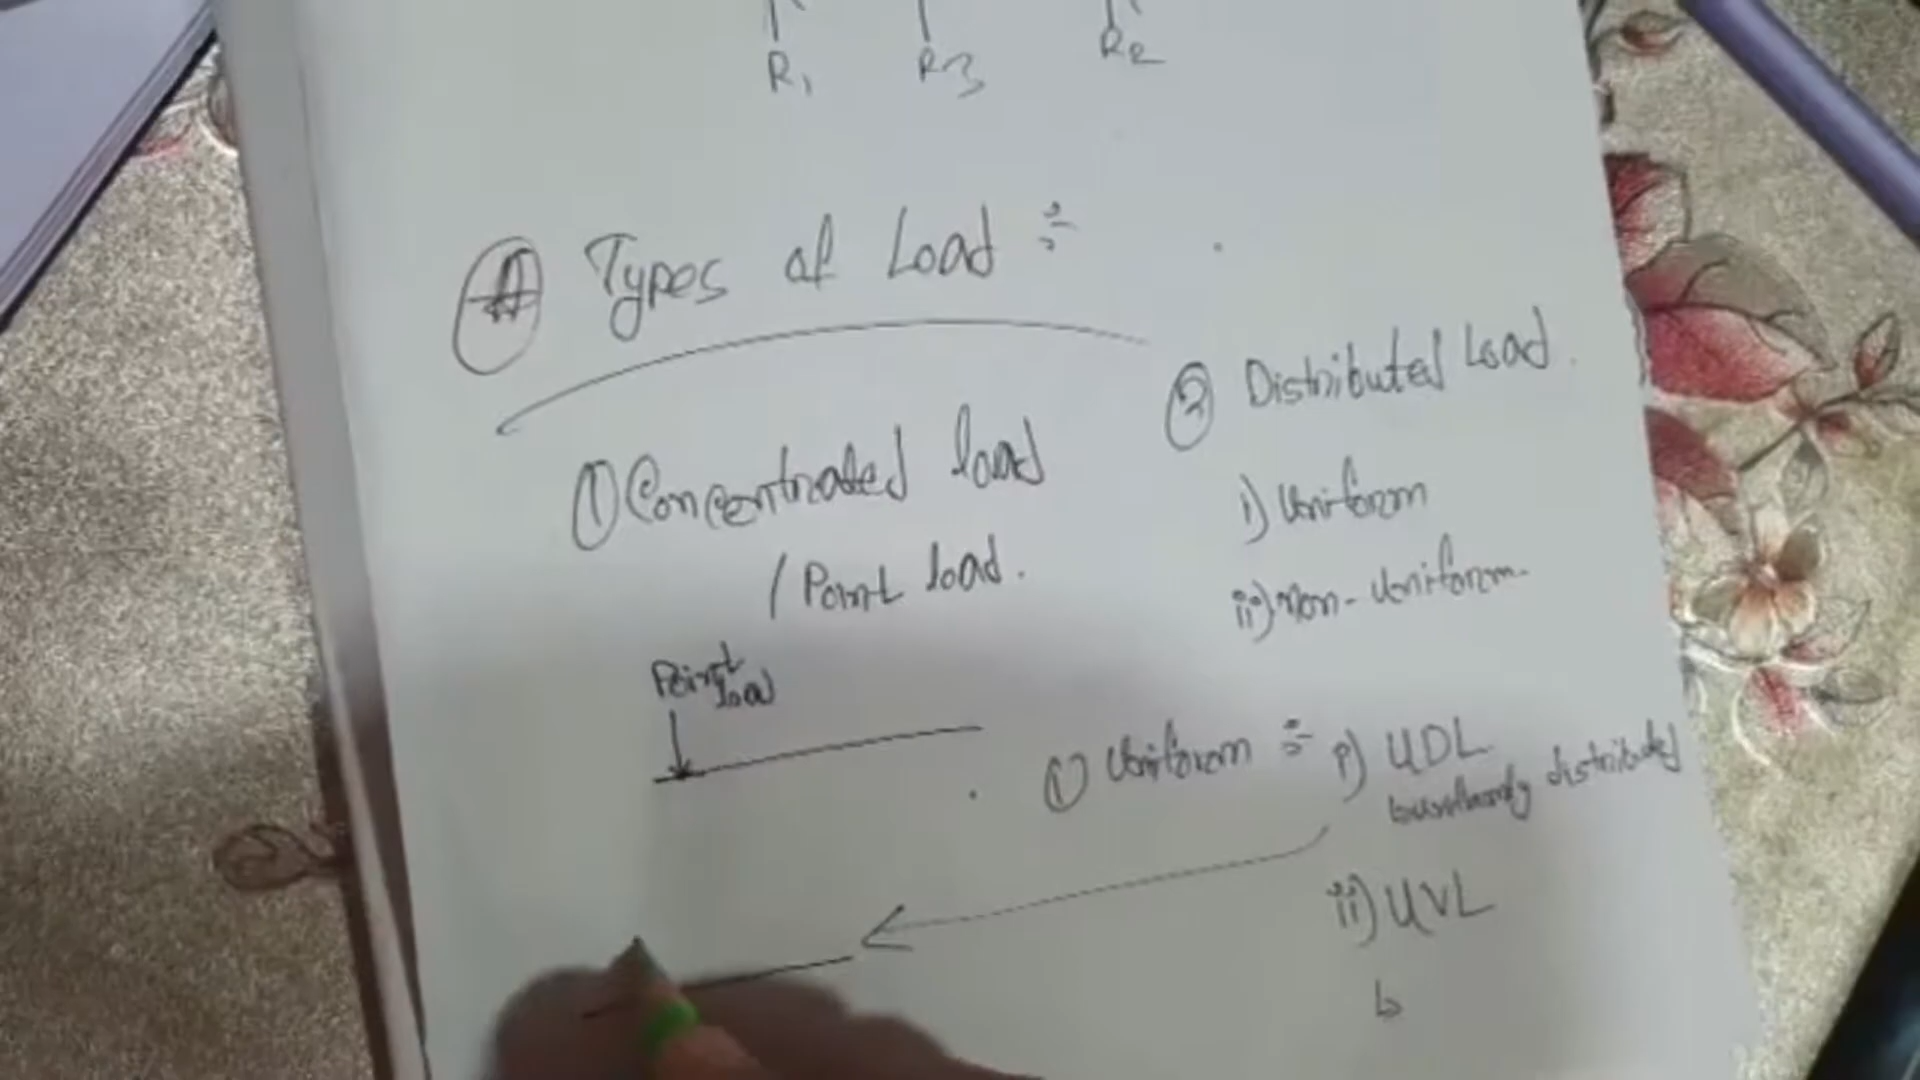 R1 R3 R2
# Types of Load ÷
① Concentrated load
/ Point load.
② Distributed Load.
i) Uniform
ii) non-Uniform
Point
load
① Uniform ÷ i) UDL
distributed
ii) UVL